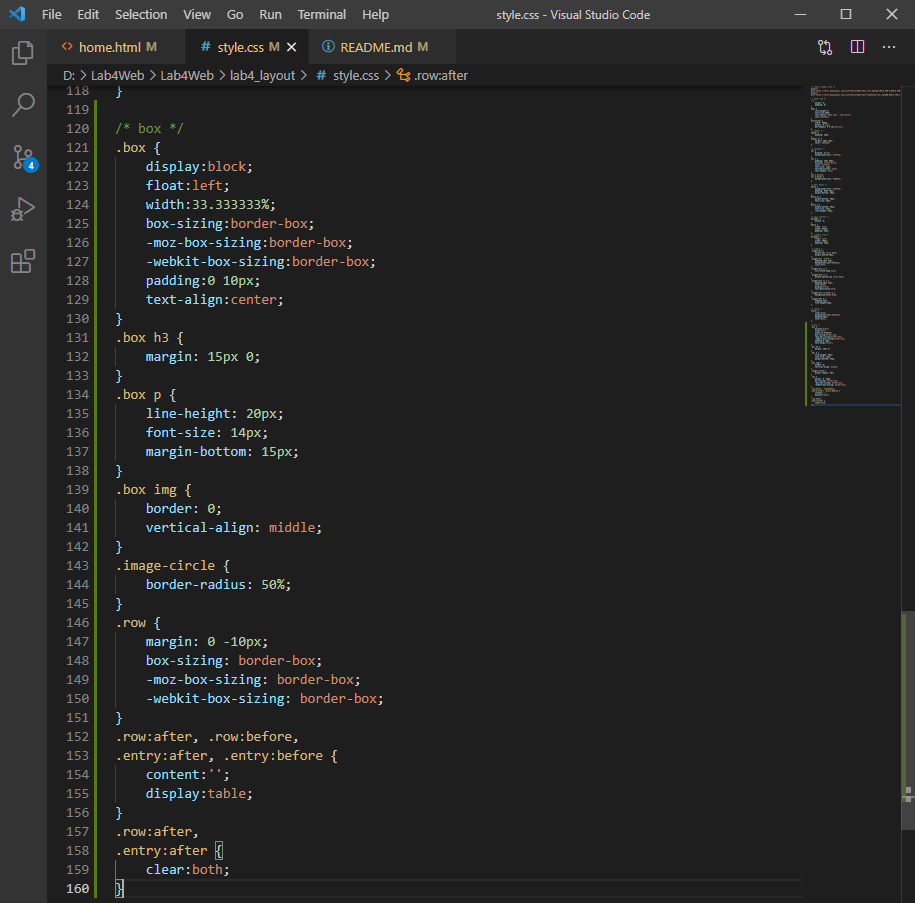 File Edit Selection View Go Run Terminal Help style.css - Visual Studio Code
<> home.html M # style.css M README.md M
D: > Lab4Web > Lab4Web > lab4_layout > # style.css > .row:after
118 }
119
120 /* box */
121 .box {
122     display:block;
123     float:left;
124     width:33.333333%;
125     box-sizing:border-box;
126     -moz-box-sizing:border-box;
127     -webkit-box-sizing:border-box;
128     padding:0 10px;
129     text-align:center;
130 }
131 .box h3 {
132     margin: 15px 0;
133 }
134 .box p {
135     line-height: 20px;
136     font-size: 14px;
137     margin-bottom: 15px;
138 }
139 .box img {
140     border: 0;
141     vertical-align: middle;
142 }
143 .image-circle {
144     border-radius: 50%;
145 }
146 .row {
147     margin: 0 -10px;
148     box-sizing: border-box;
149     -moz-box-sizing: border-box;
150     -webkit-box-sizing: border-box;
151 }
152 .row:after, .row:before,
153 .entry:after, .entry:before {
154     content:'';
155     display:table;
156 }
157 .row:after,
158 .entry:after {
159     clear:both;
160 }
4